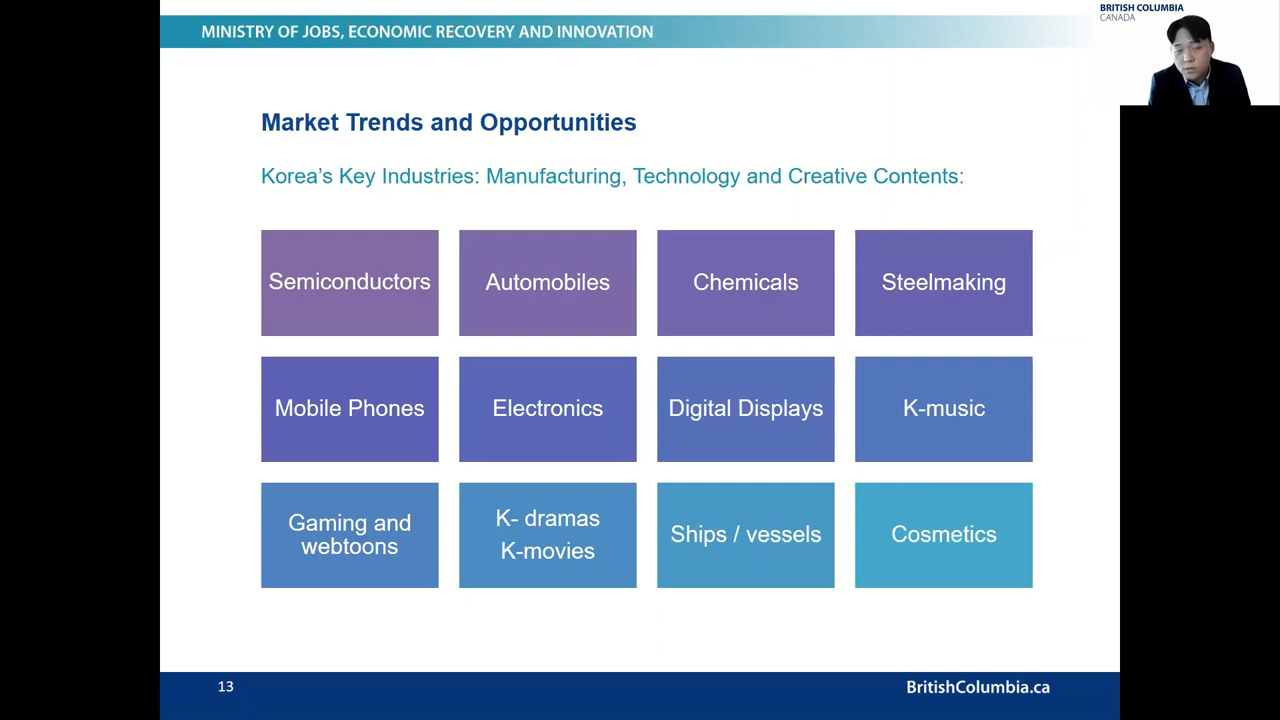 MINISTRY OF JOBS, ECONOMIC RECOVERY AND INNOVATION
BRITISH COLUMBIA
CANADA
Market Trends and Opportunities
Korea’s Key Industries: Manufacturing, Technology and Creative Contents:
Semiconductors
Automobiles
Chemicals
Steelmaking
Mobile Phones
Electronics
Digital Displays
K-music
Gaming and
webtoons
K- dramas
K-movies
Ships / vessels
Cosmetics
13
BritishColumbia.ca